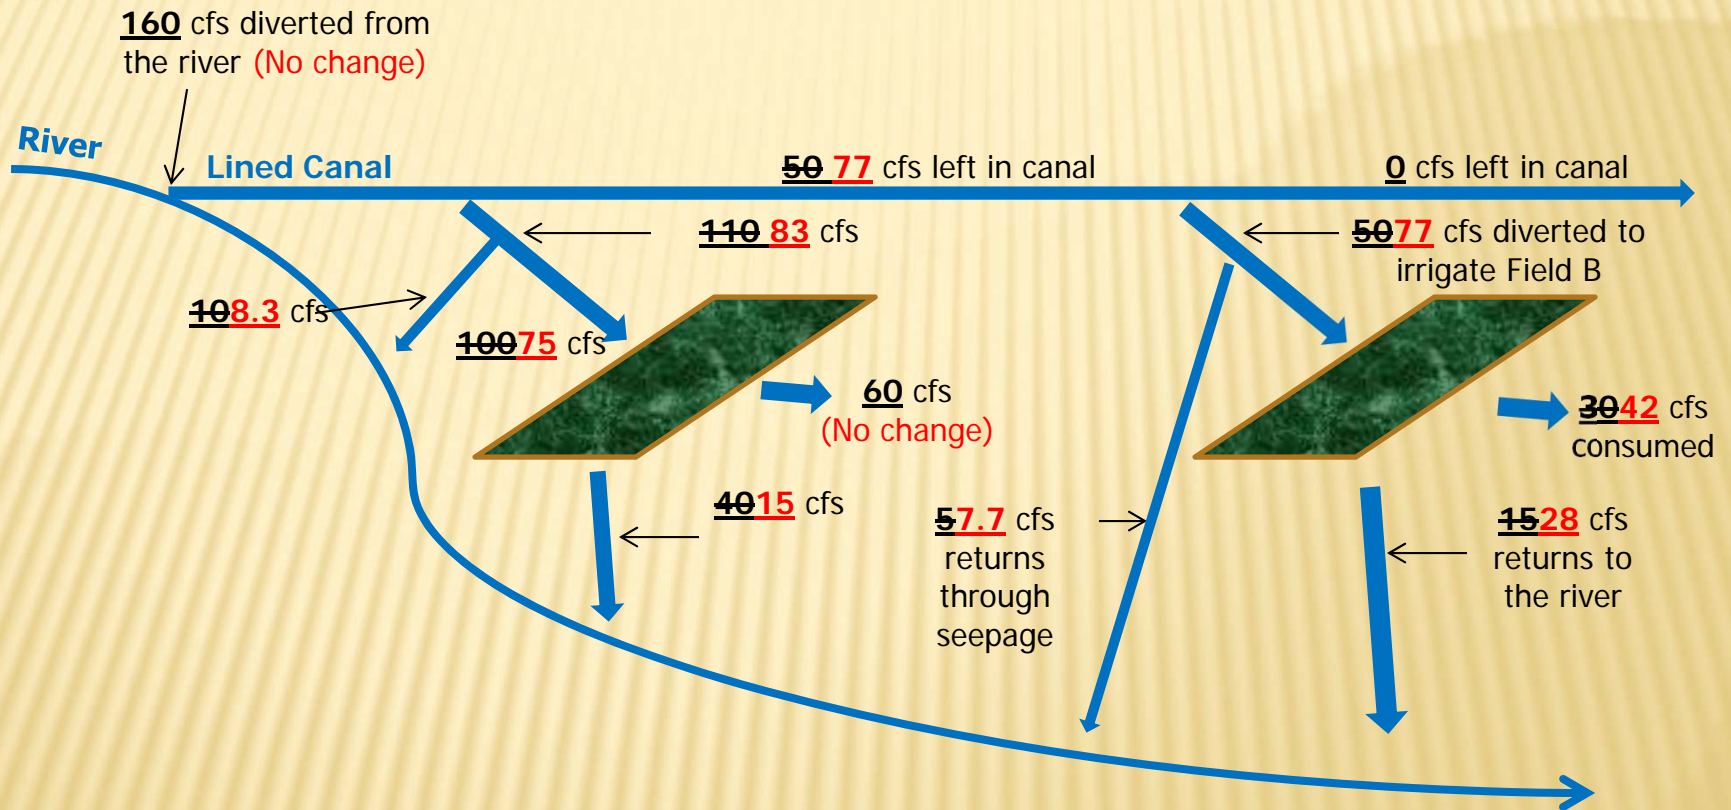 160 cfs diverted from
the river (No change)
River
Lined Canal
50 77 cfs left in canal
0 cfs left in canal
110 83 cfs
5077 cfs diverted to
irrigate Field B
108.3 cfs
10075 cfs
60 cfs
(No change)
3042 cfs
consumed
4015 cfs
57.7 cfs
returns
through
seepage
1528 cfs
returns to
the river